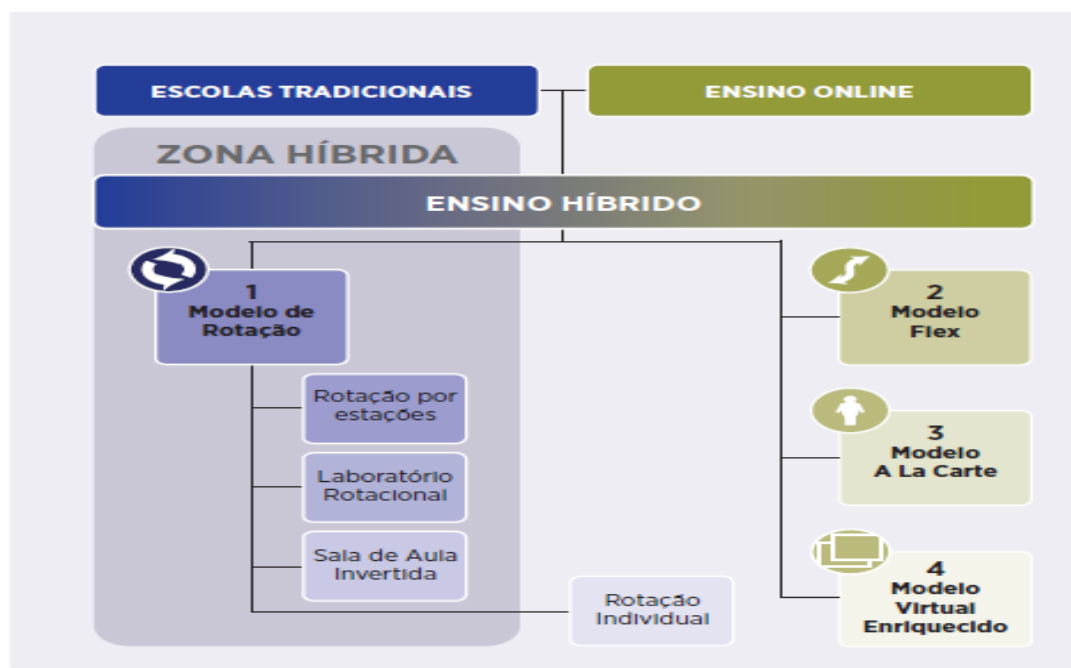 ESCOLAS TRADICIONAIS
ENSINO ONLINE
ZONA HÍBRIDA
ENSINO HÍBRIDO
1
Modelo de
Rotação
Rotação por
estações
Laboratório
Rotacional
Sala de Aula
Invertida
Rotação
Individual
2
Modelo
Flex
3
Modelo
A La Carte
4
Modelo
Virtual
Enriquecido